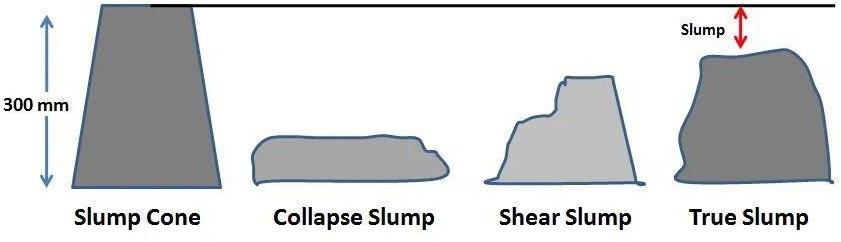 Slump
300 mm
Slump Cone
Collapse Slump
Shear Slump
True Slump